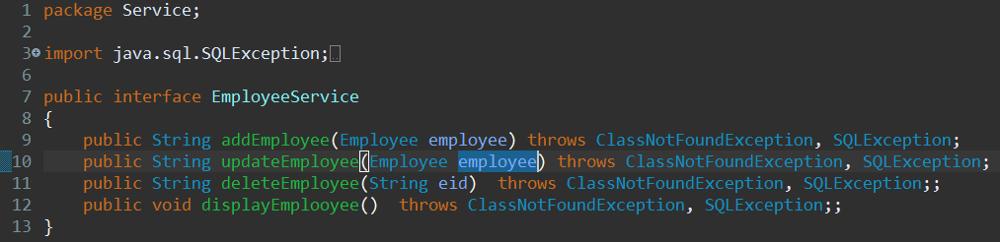 1 package Service;
2
3 import java.sql.SQLException;
6
7 public interface EmployeeService
8 {
9 public String addEmployee(Employee employee) throws ClassNotFoundException, SQLException;
10 public String updateEmployee(Employee employee) throws ClassNotFoundException, SQLException;
11 public String deleteEmployee(String eid)  throws ClassNotFoundException, SQLException;;
12 public void displayEmplooyee()  throws ClassNotFoundException, SQLException;;
13 }